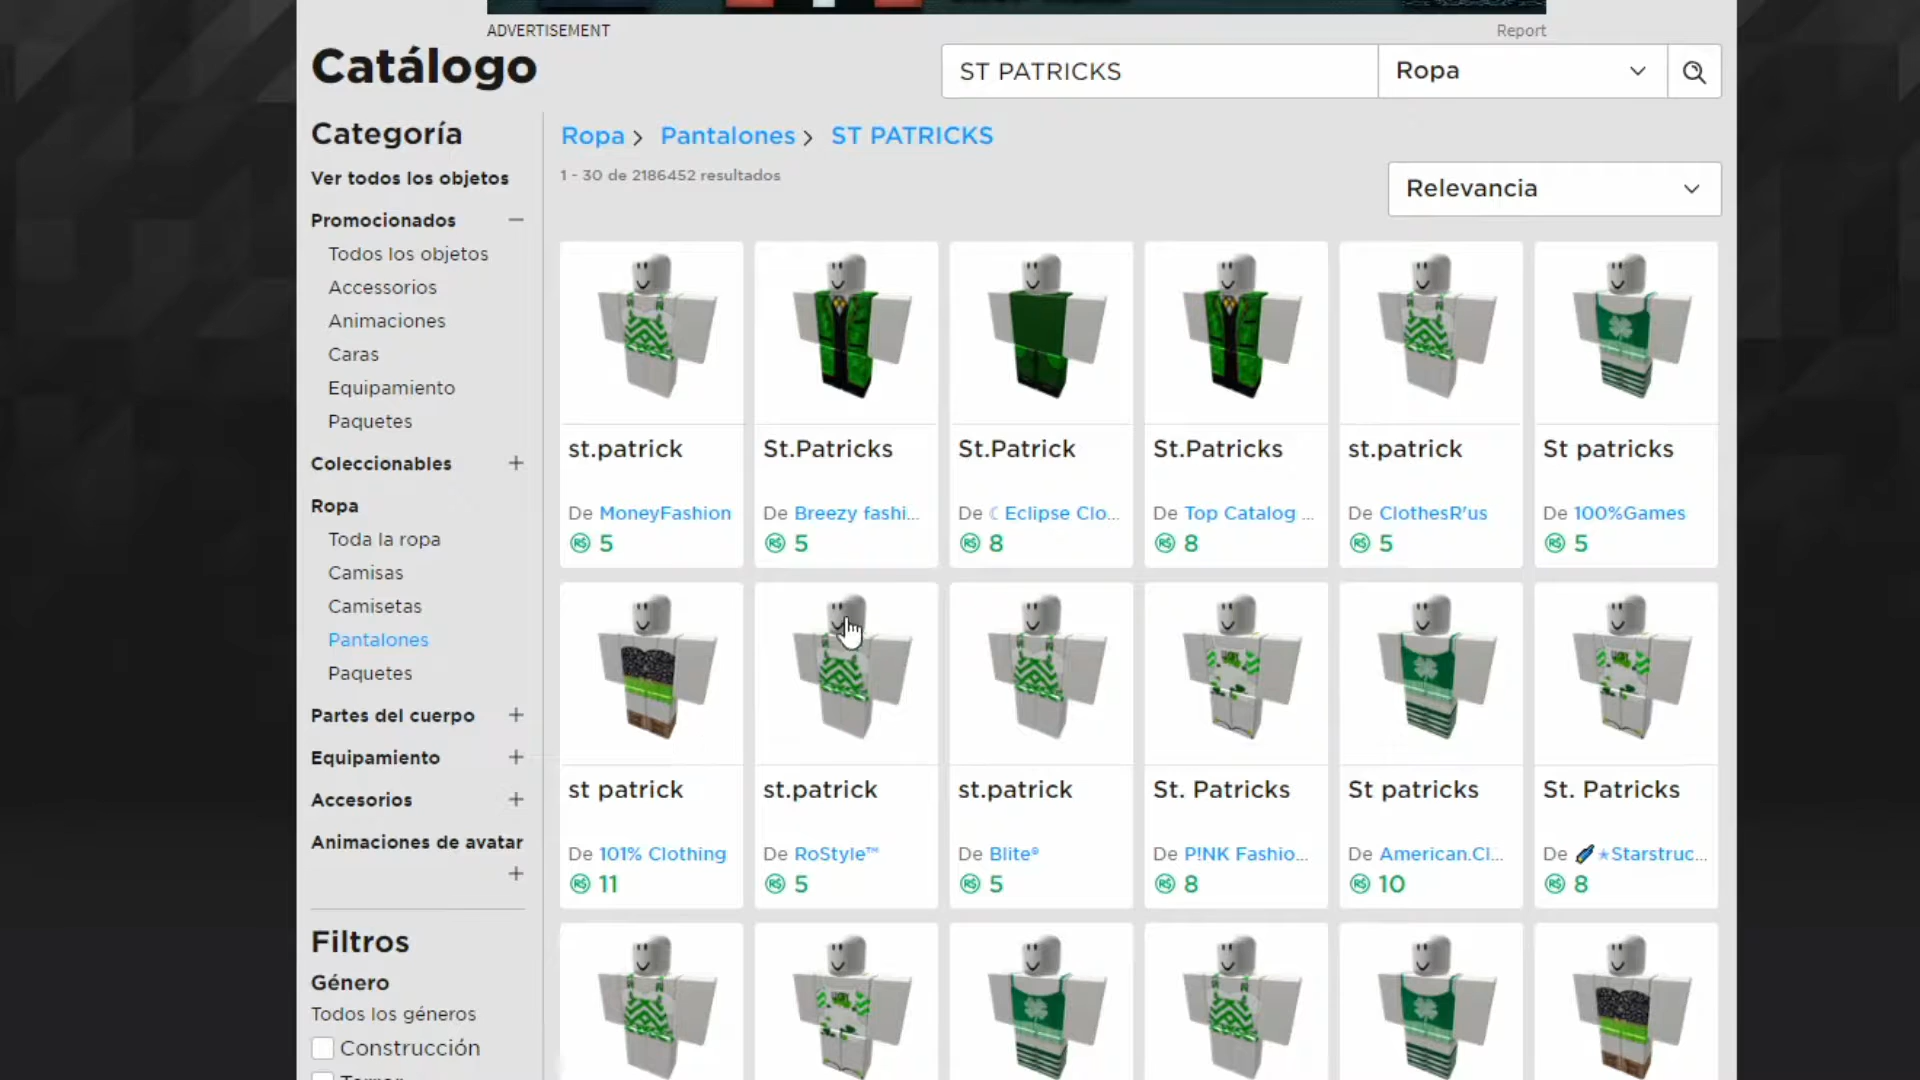 ADVERTISEMENT
Report
Catálogo
ST PATRICKS
Ropa
Categoría
Ver todos los objetos
Promocionados
Todos los objetos
Accessorios
Animaciones
Caras
Equipamiento
Paquetes
Coleccionables
Ropa
Toda la ropa
Camisas
Camisetas
Pantalones
Paquetes
Partes del cuerpo
Equipamiento
Accesorios
Animaciones de avatar
Filtros
Género
Todos los géneros
Construcción
Ropa > Pantalones > ST PATRICKS
1 - 30 de 2186452 resultados
Relevancia
st.patrick
De MoneyFashion
R$ 5
St.Patricks
De Breezy fashi...
R$ 5
St.Patrick
De ☾Eclipse Clo...
R$ 8
St.Patricks
De Top Catalog ...
R$ 8
st.patrick
De ClothesR'us
R$ 5
St patricks
De 100%Games
R$ 5
st patrick
De 101% Clothing
R$ 11
st.patrick
De RoStyle™
R$ 5
st.patrick
De Blite®
R$ 5
St. Patricks
De P!NK Fashio...
R$ 8
St patricks
De American.Cl...
R$ 10
St. Patricks
De ★Starstruc...
R$ 8